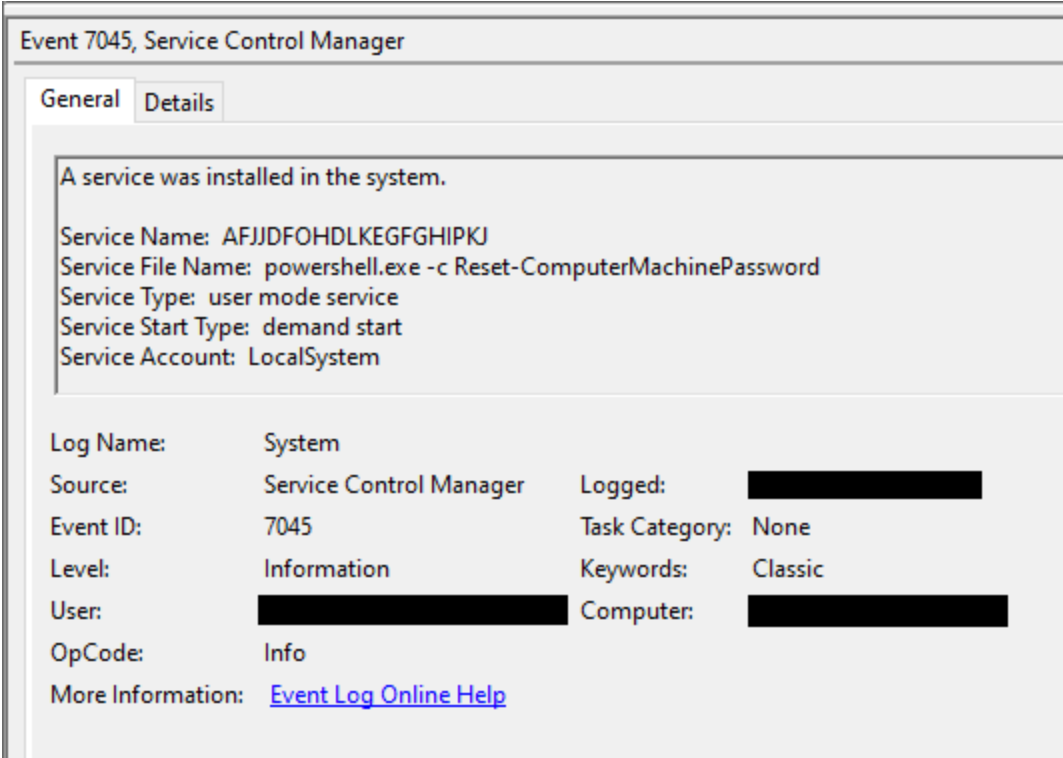 Event 7045, Service Control Manager
General Details
A service was installed in the system.
Service Name: AFJJDFOHDLKEGFGHIPKJ
Service File Name: powershell.exe -c Reset-ComputerMachinePassword
Service Type: user mode service
Service Start Type: demand start
Service Account: LocalSystem
Log Name: System
Source: Service Control Manager Logged:
Event ID: 7045 Task Category: None
Level: Information Keywords: Classic
User: Computer:
OpCode: Info
More Information: Event Log Online Help